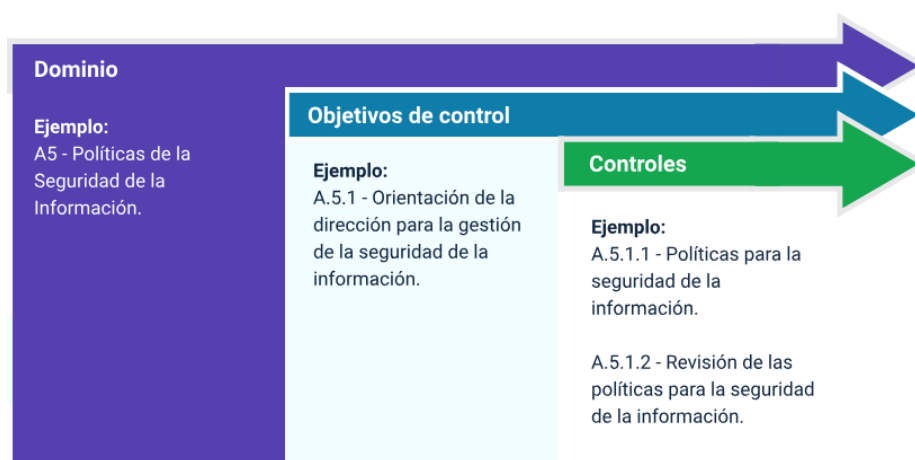 Dominio
Ejemplo:
A5 - Políticas de la
Seguridad de la
Información.
Objetivos de control
Ejemplo:
A.5.1 - Orientación de la
dirección para la gestión
de la seguridad de la
información.
Controles
Ejemplo:
A.5.1.1 - Políticas para la
seguridad de la
información.
A.5.1.2 - Revisión de las
políticas para la seguridad
de la información.